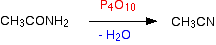 P₄O₁₀
CH₃CONH₂ CH₃CN
- H₂O